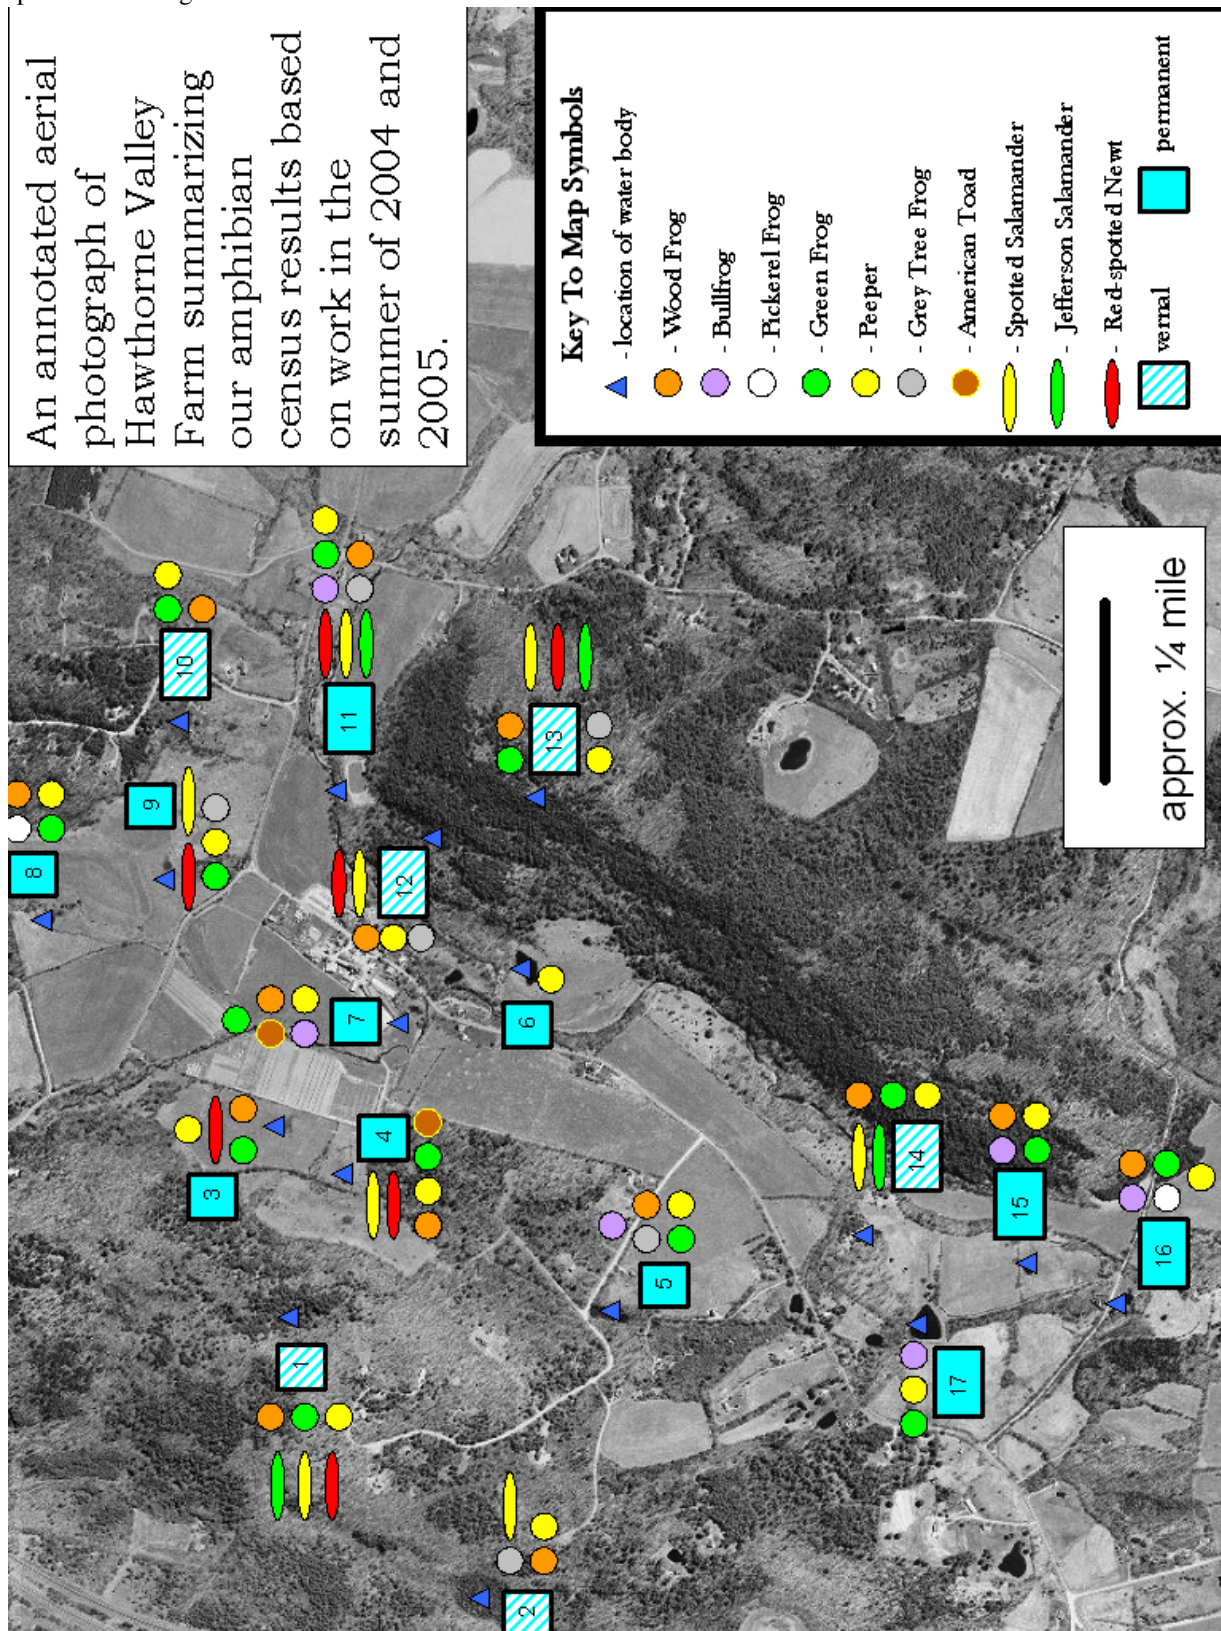 An annotated aerial
photograph of
Hawthorne Valley
Farm summarizing
our amphibian
census results based
on work in the
summer of 2004 and
2005.
Key To Map Symbols
- location of water body
- Wood Frog
- Bullfrog
- Pickerel Frog
- Green Frog
- Peeper
- Grey Tree Frog
- American Toad
- Spotted Salamander
- Jefferson Salamander
- Red-spotted Newt
vernal
permanent
8
9
10
11
12
13
7
6
3
4
5
14
15
16
17
1
2
approx. ¼ mile